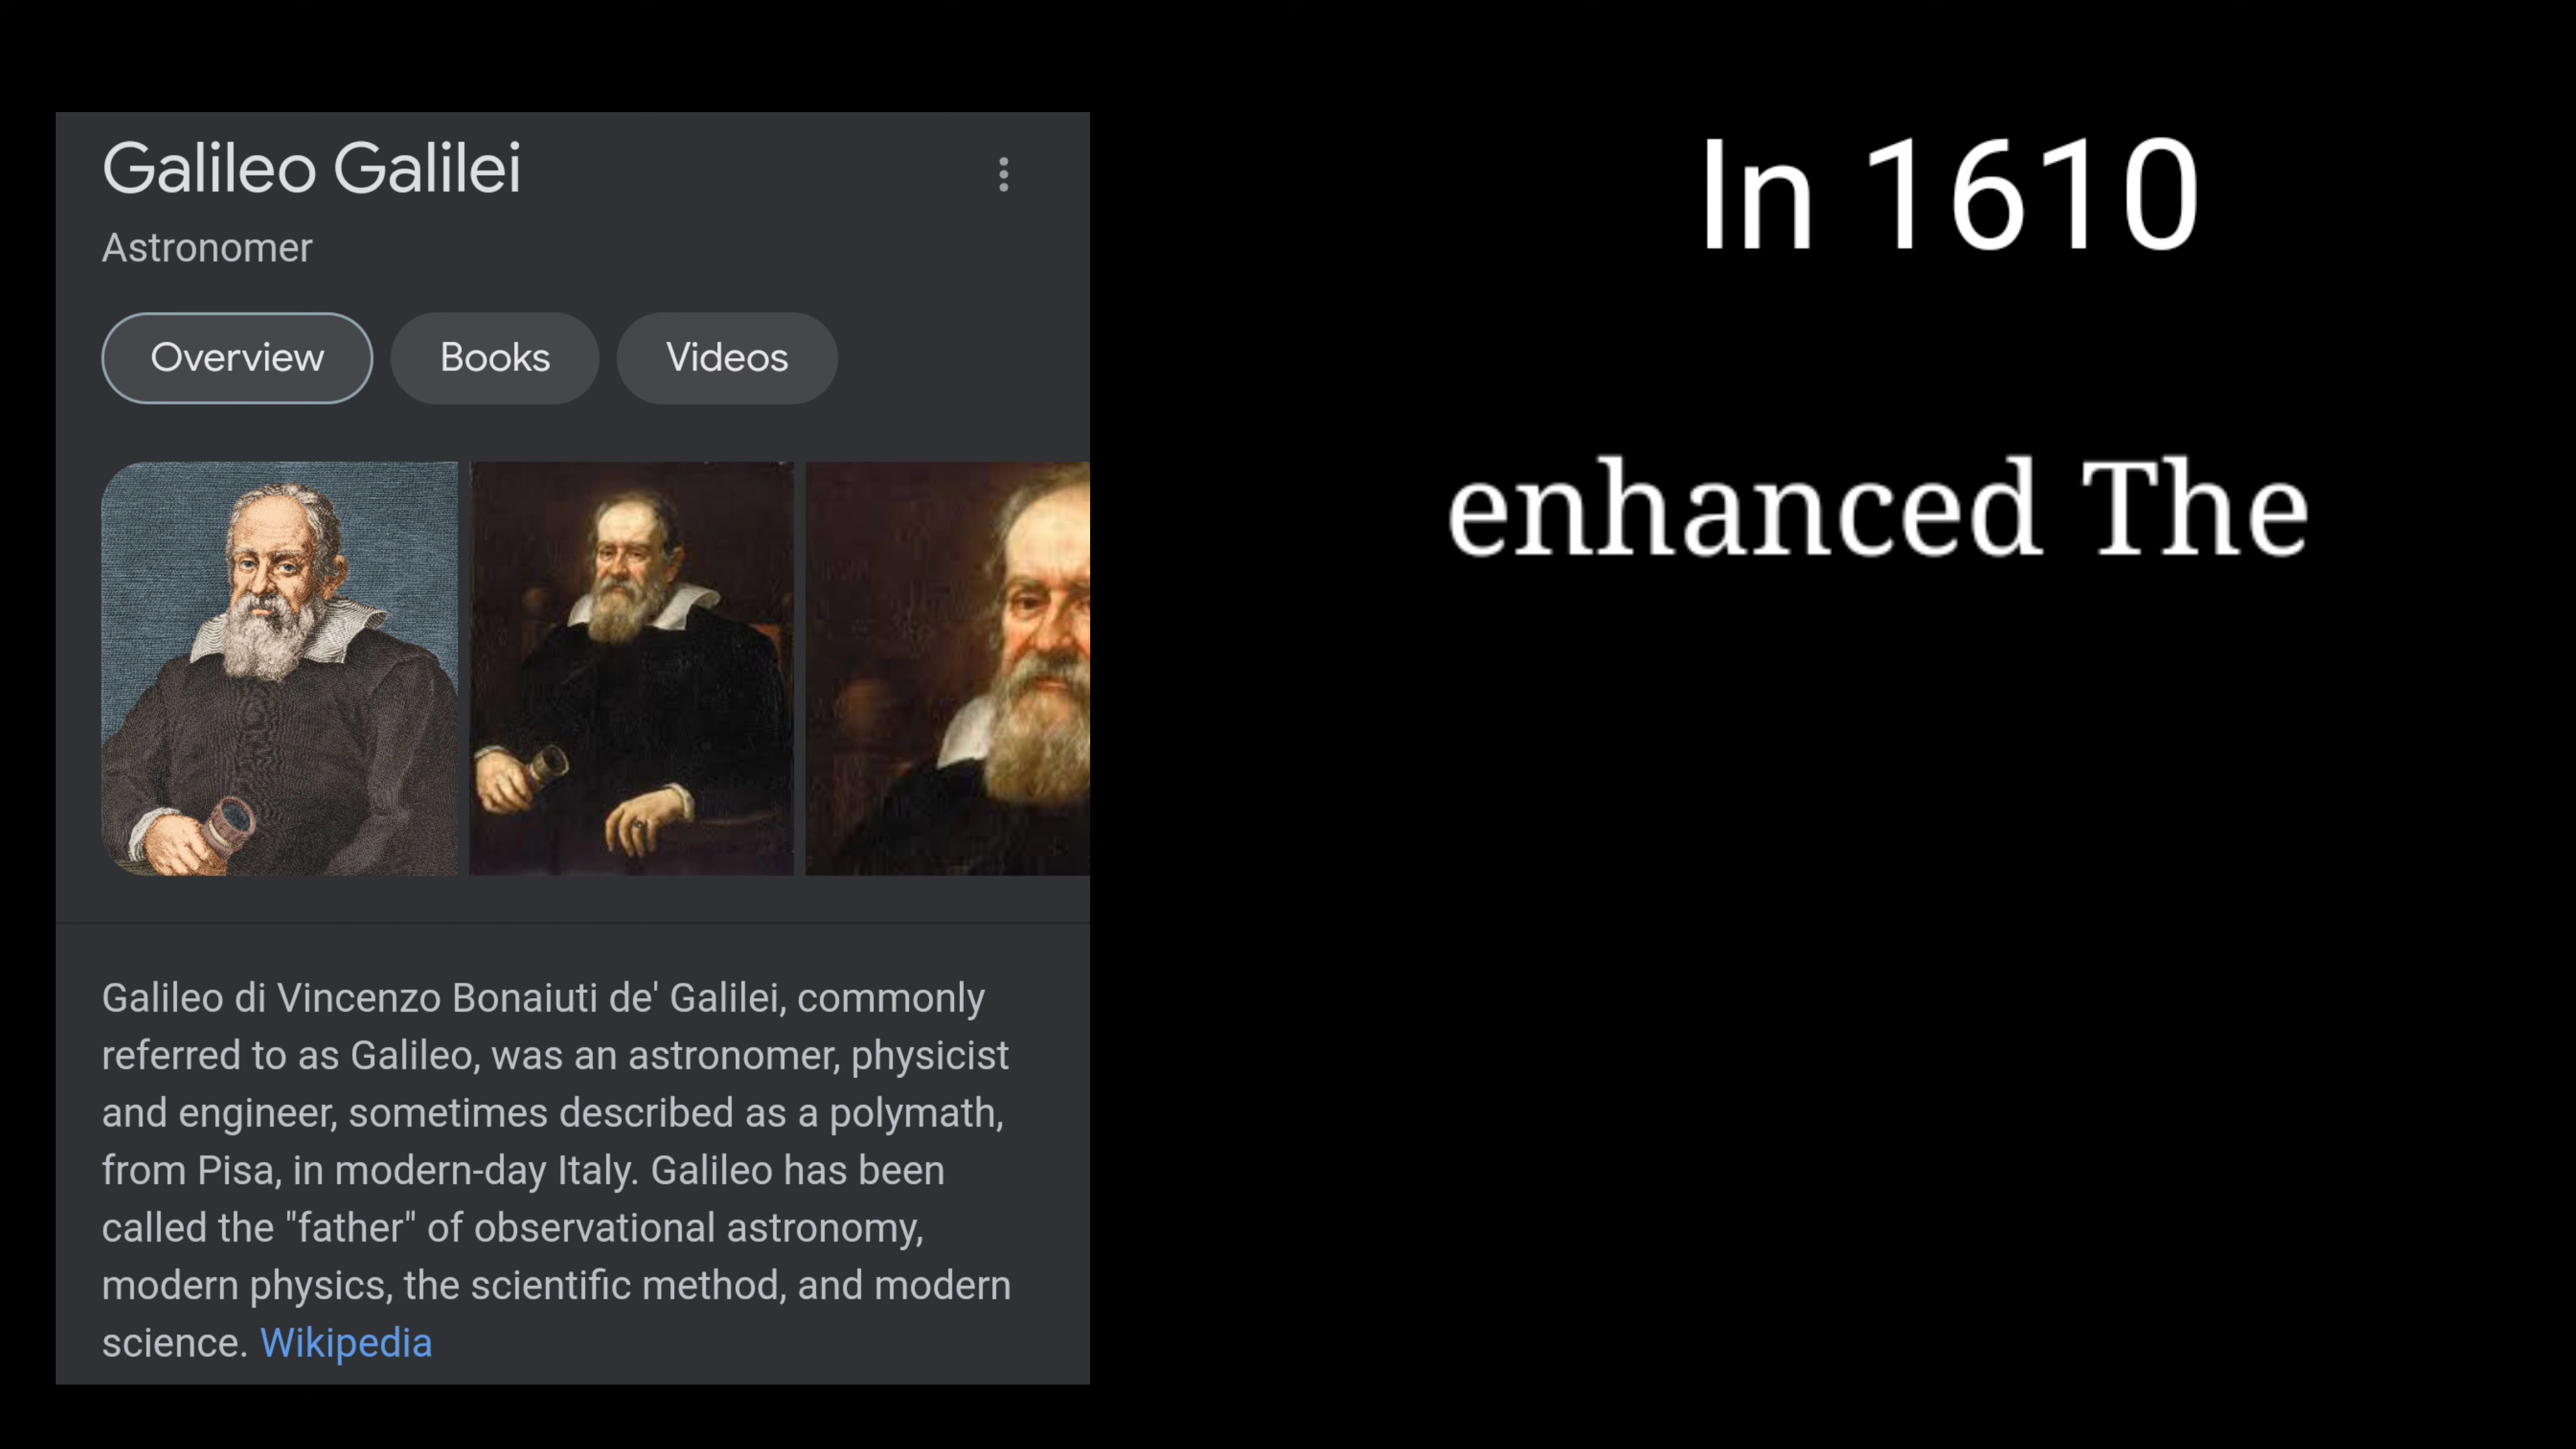 Galileo Galilei
Astronomer
Overview
Books
Videos
Galileo di Vincenzo Bonaiuti de' Galilei, commonly
referred to as Galileo, was an astronomer, physicist
and engineer, sometimes described as a polymath,
from Pisa, in modern-day Italy. Galileo has been
called the "father" of observational astronomy,
modern physics, the scientific method, and modern
science. Wikipedia
In 1610
enhanced The